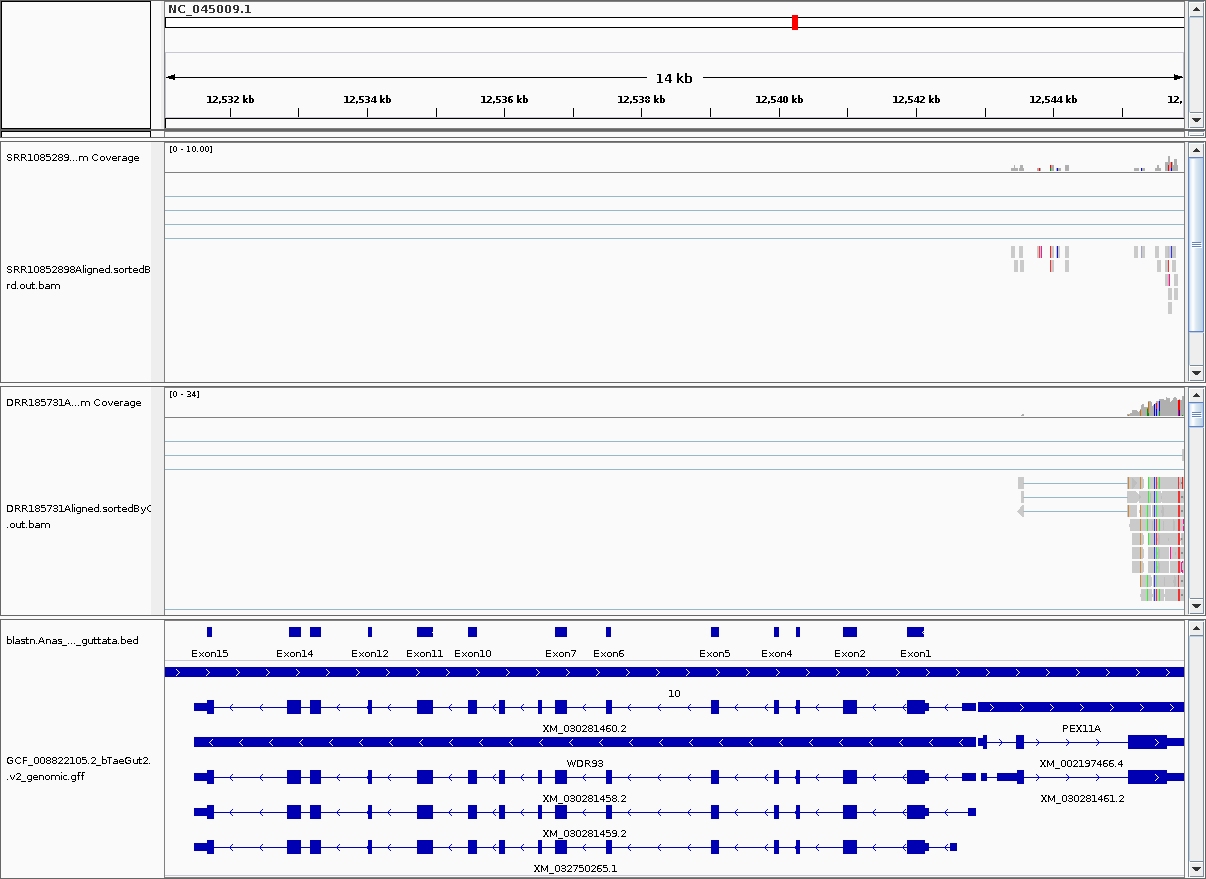 NC_045009.1
14 kb
12,532 kb 12,534 kb 12,536 kb 12,538 kb 12,540 kb 12,542 kb 12,544 kb 12,
SRR1085289...m Coverage
[0 - 10.00]
SRR10852898Aligned.sortedB
rd.out.bam
DRR185731A...m Coverage
[0 - 34]
DRR185731Aligned.sortedByC
.out.bam
blastn.Anas_..._guttata.bed
Exon15 Exon14 Exon12 Exon11 Exon10 Exon7 Exon6 Exon5 Exon4 Exon2 Exon1
10
XM_030281460.2 PEX11A
GCF_008822105.2_bTaeGut2.
.v2_genomic.gff
WDR93 XM_002197466.4
XM_030281458.2 XM_030281461.2
XM_030281459.2
XM_032750265.1